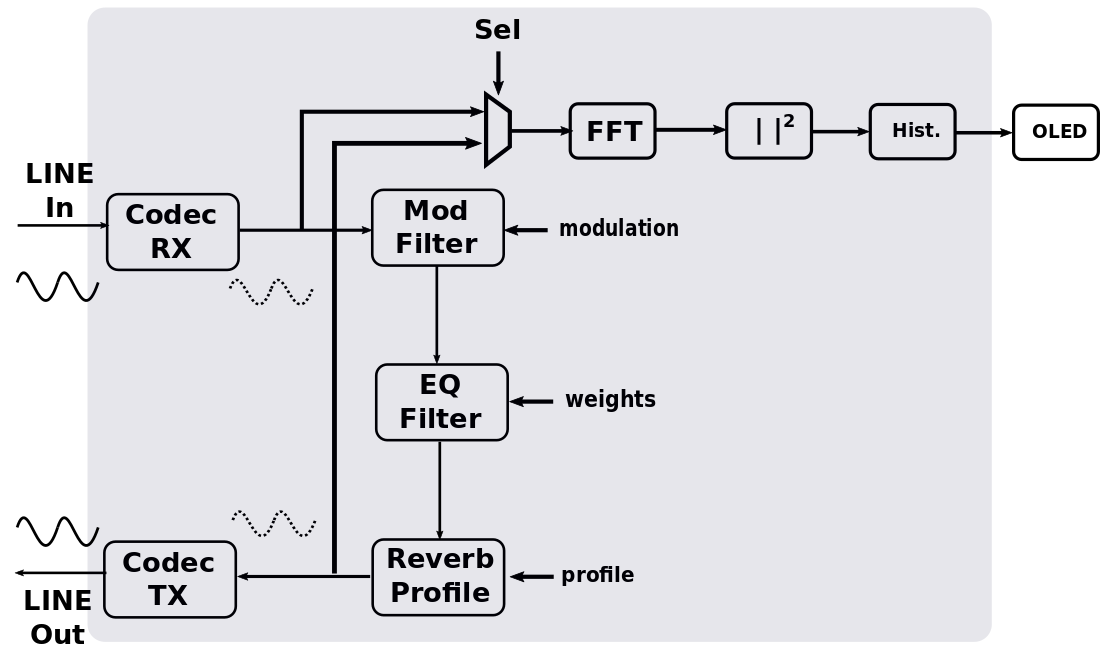 Sel
FFT
| |²
Hist.
OLED
LINE
In
Codec
RX
Mod
Filter
modulation
EQ
Filter
weights
Codec
TX
Reverb
Profile
profile
LINE
Out